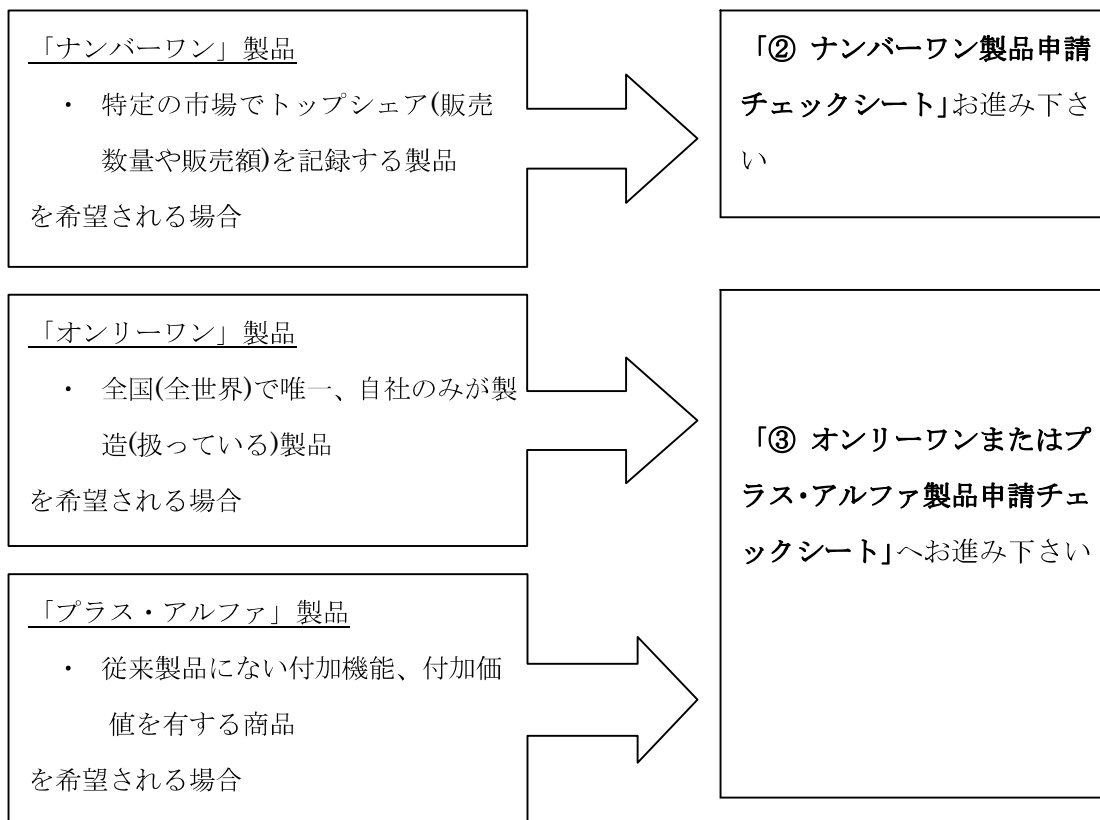 「ナンバーワン」製品
・ 特定の市場でトップシェア(販売
数量や販売額)を記録する製品
を希望される場合
「② ナンバーワン製品申請
チェックシート」お進み下さ
い
「オンリーワン」製品
・ 全国(全世界)で唯一、自社のみが製
造(扱っている)製品
を希望される場合
「プラス・アルファ」製品
・ 従来製品にない付加機能、付加価
値を有する商品
を希望される場合
「③ オンリーワンまたはプ
ラス・アルファ製品申請チェ
ックシート」へお進み下さい